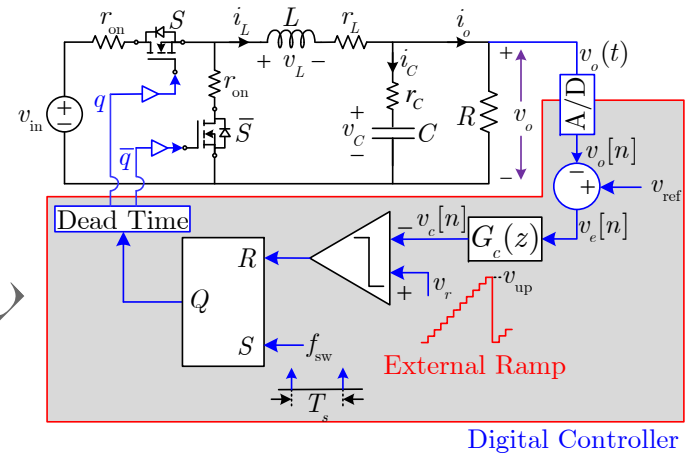 r_on
S
i_L
L
r_L
i_o
+ v_L −
i_C
v_o(t)
r_on
q
v_in
+
−
r_C
A/D
S̅
q̅
+
v_C
−
C
R
+
v_o
−
v_o[n]
−
+
v_ref
Dead Time
− v_c[n]
G_c(z)
v_e[n]
R
v_r
+
v_up
Q
S
f_sw
External Ramp
T_s
Digital Controller